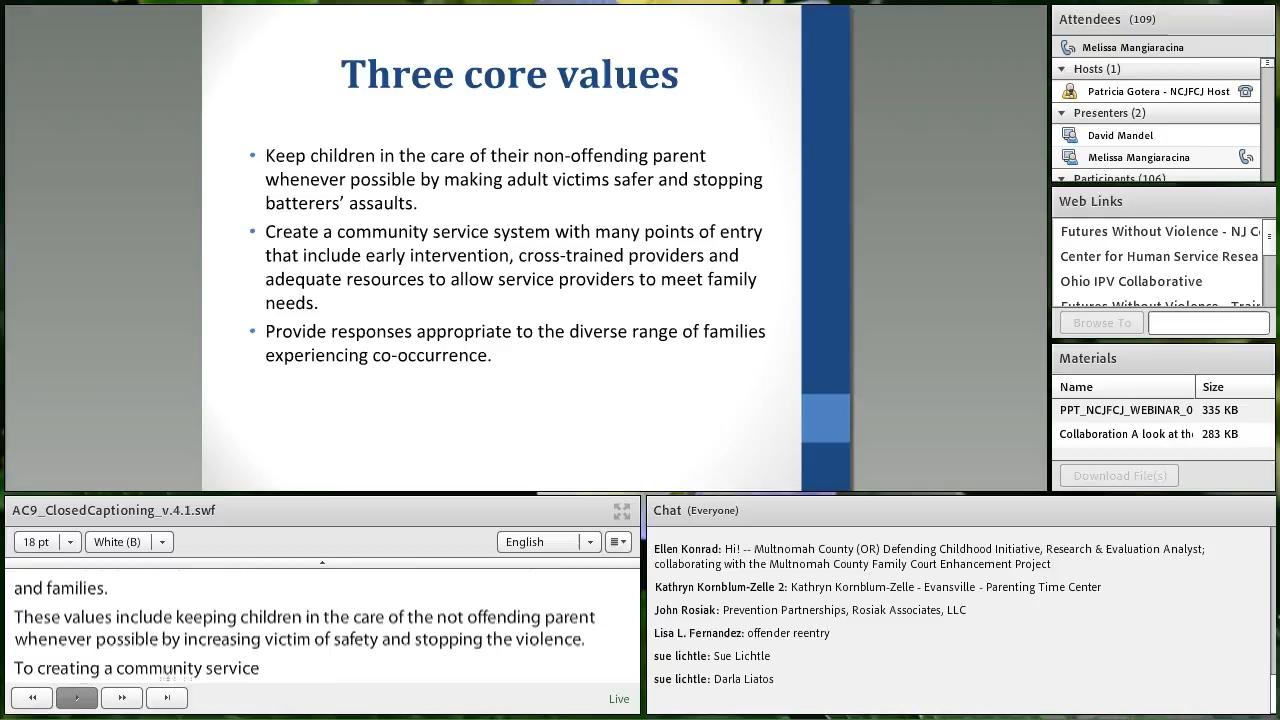 Three core values
• Keep children in the care of their non-offending parent
whenever possible by making adult victims safer and stopping
batterers’ assaults.
• Create a community service system with many points of entry
that include early intervention, cross-trained providers and
adequate resources to allow service providers to meet family
needs.
• Provide responses appropriate to the diverse range of families
experiencing co-occurrence.
Attendees (109)
Melissa Mangiaracina
Hosts (1)
Patricia Gotera - NCJFCJ Host
Presenters (2)
David Mandel
Melissa Mangiaracina
Participants (106)
Web Links
Futures Without Violence - NJ C
Center for Human Service Resea
Ohio IPV Collaborative
Futures Without Violence - Trai
Browse To
Materials
Name Size
PPT_NCJFCJ_WEBINAR_0 335 KB
Collaboration A look at the 283 KB
Download File(s)
AC9_ClosedCaptioning_v.4.1.swf
18 pt White (B) English
and families.
These values include keeping children in the care of the not offending parent
whenever possible by increasing victim of safety and stopping the violence.
To creating a community service
Live
Chat (Everyone)
Ellen Konrad: Hi! -- Multnomah County (OR) Defending Childhood Initiative, Research & Evaluation Analyst;
collaborating with the Multnomah County Family Court Enhancement Project
Kathryn Kornblum-Zelle 2: Kathryn Kornblum-Zelle - Evansville - Parenting Time Center
John Rosiak: Prevention Partnerships, Rosiak Associates, LLC
Lisa L. Fernandez: offender reentry
sue lichtle: Sue Lichtle
sue lichtle: Darla Liatos